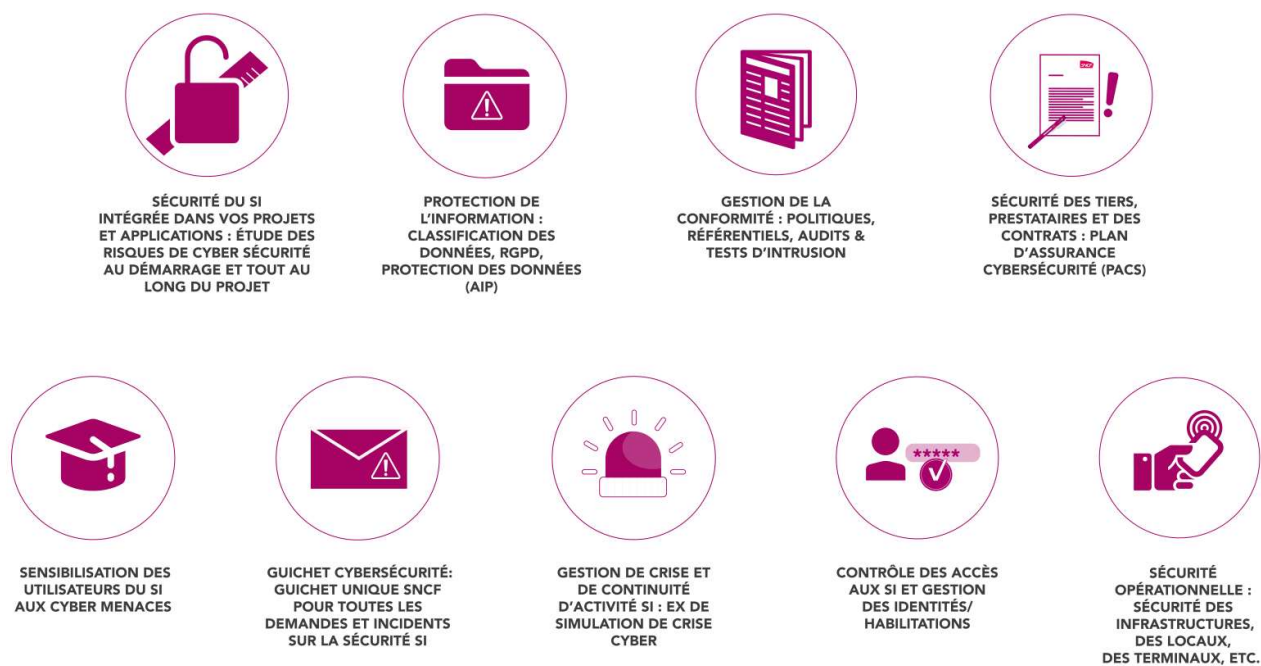 SÉCURITÉ DU SI
INTÉGRÉE DANS VOS PROJETS
ET APPLICATIONS : ÉTUDE DES
RISQUES DE CYBER SÉCURITÉ
AU DÉMARRAGE ET TOUT AU
LONG DU PROJET
PROTECTION DE
L’INFORMATION :
CLASSIFICATION DES
DONNÉES, RGPD,
PROTECTION DES DONNÉES
(AIP)
GESTION DE LA
CONFORMITÉ : POLITIQUES,
RÉFÉRENTIELS, AUDITS &
TESTS D’INTRUSION
SNCF
SÉCURITÉ DES TIERS,
PRESTATAIRES ET DES
CONTRATS : PLAN
D’ASSURANCE
CYBERSÉCURITÉ (PACS)
SENSIBILISATION DES
UTILISATEURS DU SI
AUX CYBER MENACES
GUICHET CYBERSÉCURITÉ:
GUICHET UNIQUE SNCF
POUR TOUTES LES
DEMANDES ET INCIDENTS
SUR LA SÉCURITÉ SI
GESTION DE CRISE ET
DE CONTINUITÉ
D’ACTIVITÉ SI : EX DE
SIMULATION DE CRISE
CYBER
*****
CONTRÔLE DES ACCÈS
AUX SI ET GESTION
DES IDENTITÉS/
HABILITATIONS
SÉCURITÉ
OPÉRATIONNELLE :
SÉCURITÉ DES
INFRASTRUCTURES,
DES LOCAUX,
DES TERMINAUX, ETC.